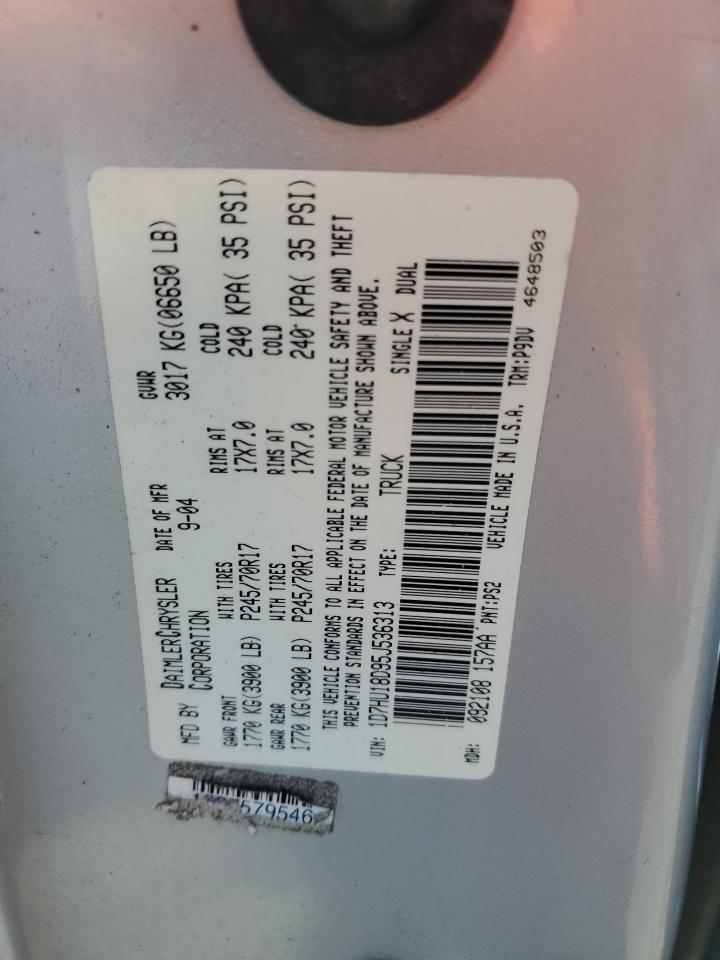 MFD BY DAIMLERCHRYSLER CORPORATION
DATE OF MFR 9-04
GVWR 3017 KG(06650 LB)
GAWR FRONT WITH TIRES RIMS AT COLD
1770 KG(3900 LB) P245/70R17 17X7.0 240 KPA( 35 PSI)
GAWR REAR WITH TIRES RIMS AT COLD
1770 KG(3900 LB) P245/70R17 17X7.0 240 KPA( 35 PSI)
THIS VEHICLE CONFORMS TO ALL APPLICABLE FEDERAL MOTOR VEHICLE SAFETY AND THEFT
PREVENTION STANDARDS IN EFFECT ON THE DATE OF MANUFACTURE SHOWN ABOVE.
VIN: 1D7HU18D95J536313 TYPE: TRUCK SINGLE X DUAL
MDH: 092108 157AA PNT:PS2 VEHICLE MADE IN U.S.A. TRM:P9DV
4648503
579546